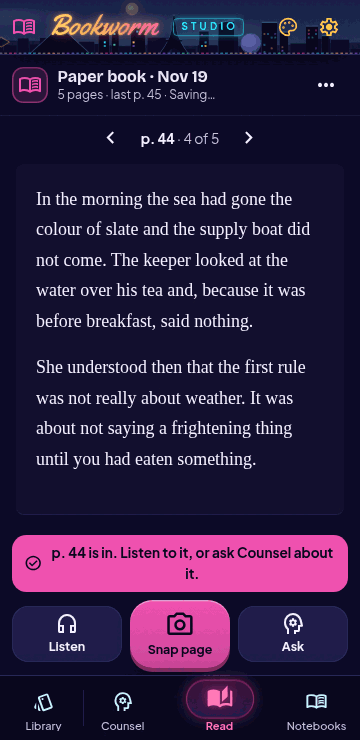 Bookworm STUDIO
Paper book · Nov 19
5 pages · last p. 45 · Saving…
p. 44 · 4 of 5
In the morning the sea had gone the
colour of slate and the supply boat did
not come. The keeper looked at the
water over his tea and, because it was
before breakfast, said nothing.
She understood then that the first rule
was not really about weather. It was
about not saying a frightening thing
until you had eaten something.
p. 44 is in. Listen to it, or ask Counsel about
it.
Listen
Snap page
Ask
Library
Counsel
Read
Notebooks